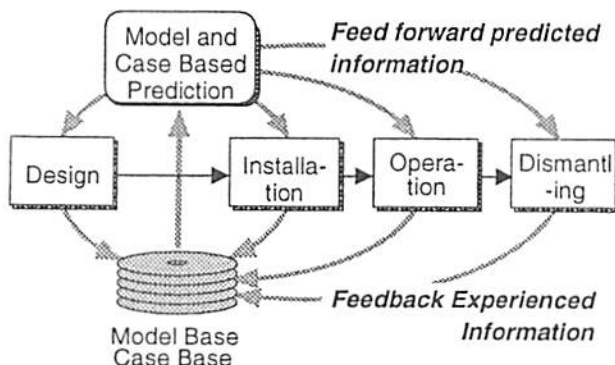 Model and
Case Based
Prediction
Feed forward predicted
information
Design
Installa-
tion
Opera-
tion
Dismantl
-ing
Model Base
Case Base
Feedback Experienced
Information